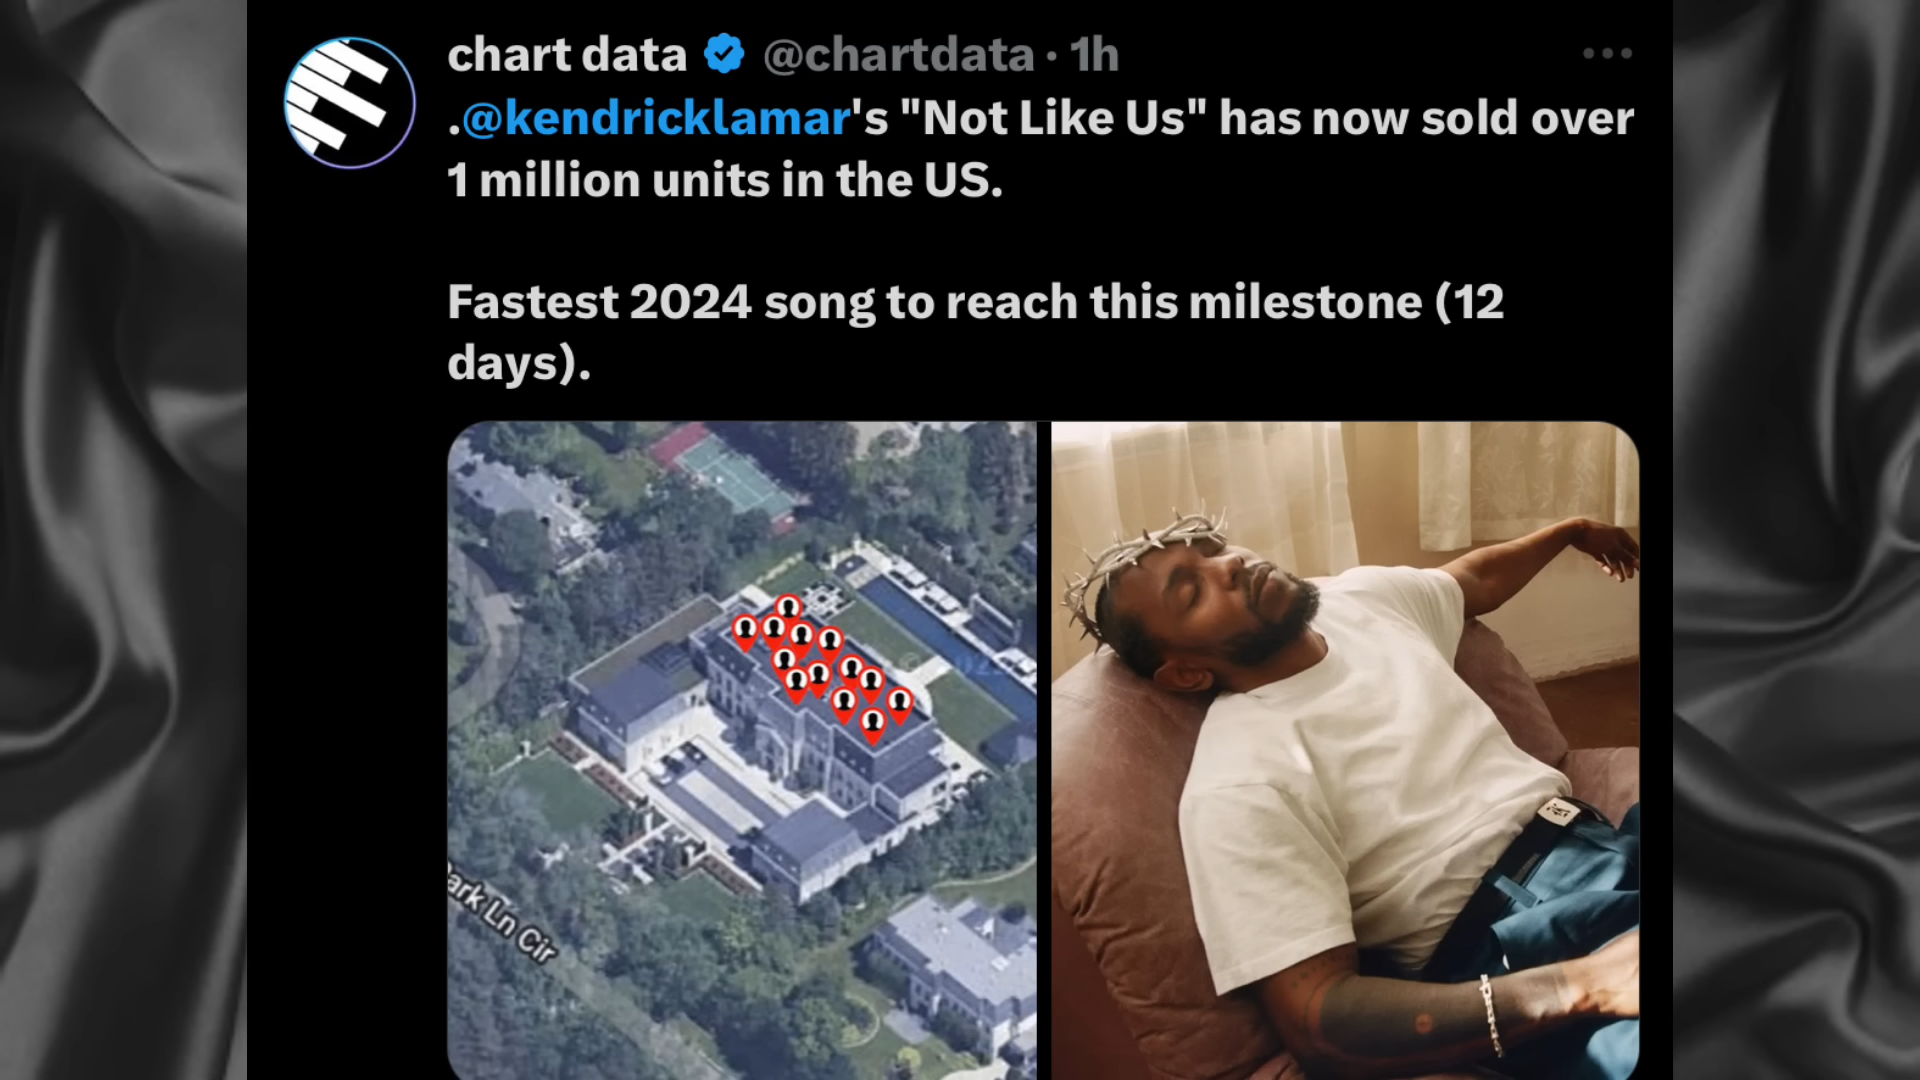 chart data @chartdata · 1h
.@kendricklamar's "Not Like Us" has now sold over
1 million units in the US.
Fastest 2024 song to reach this milestone (12
days).
Park Ln Cir